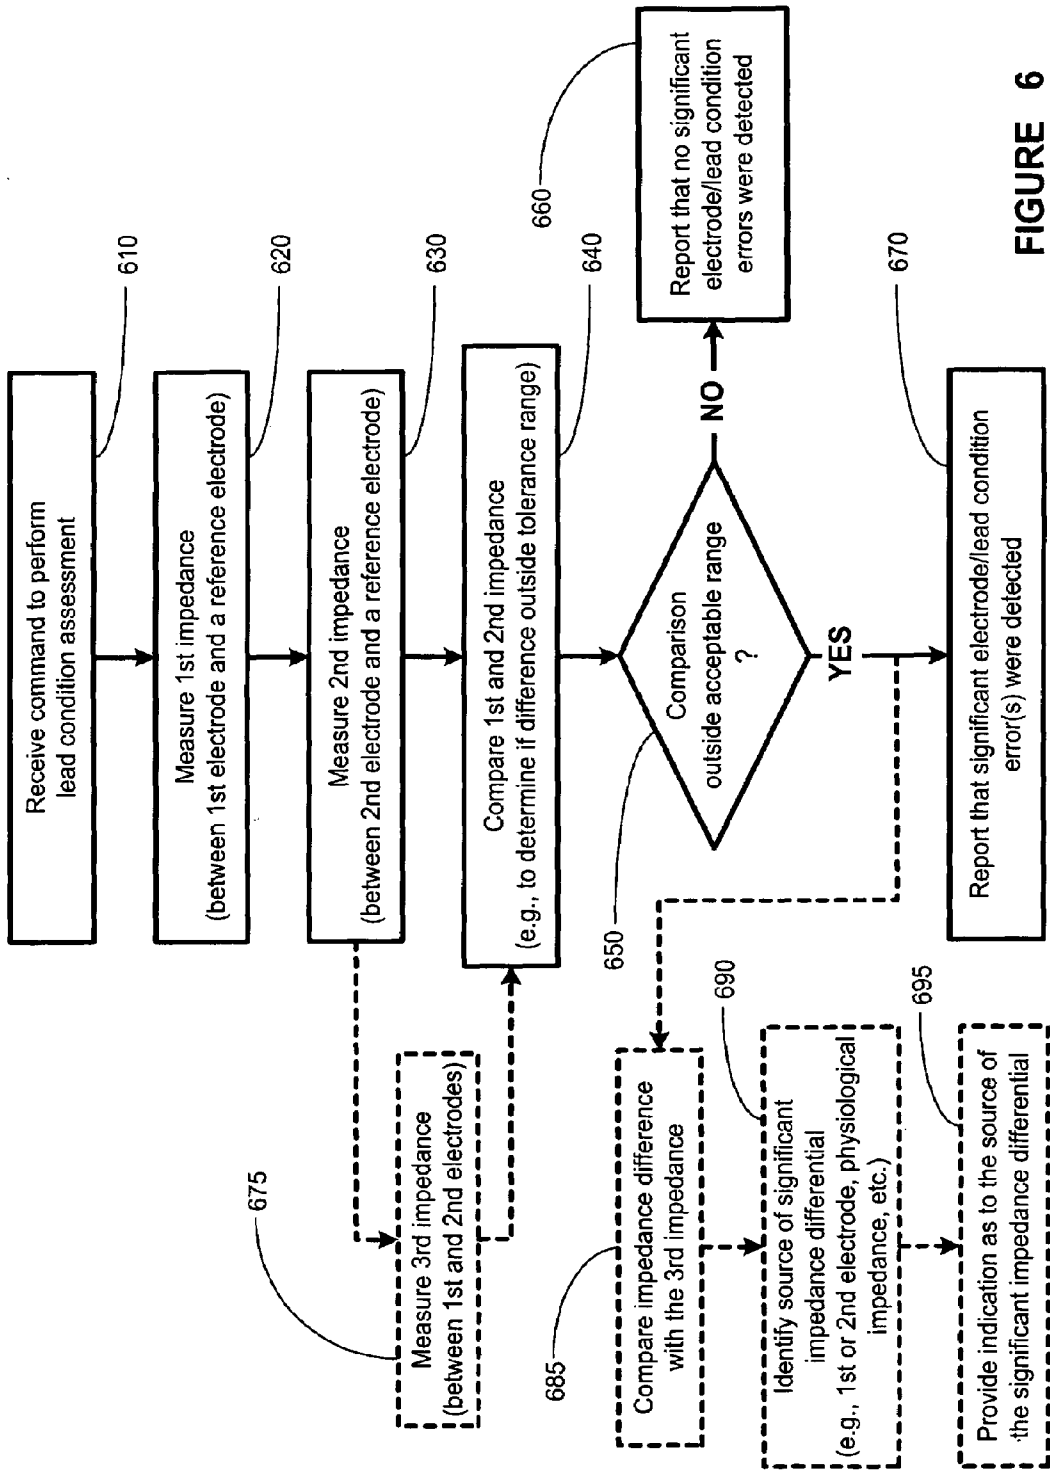 Receive command to perform
lead condition assessment
610
Measure 1st impedance
(between 1st electrode and a reference electrode)
620
Measure 2nd impedance
(between 2nd electrode and a reference electrode)
630
Measure 3rd impedance
(between 1st and 2nd electrodes)
675
Compare 1st and 2nd impedance
(e.g., to determine if difference outside tolerance range)
640
Comparison
outside acceptable range
?
650
NO
Report that no significant
electrode/lead condition
errors were detected
660
YES
Report that significant electrode/lead condition
error(s) were detected
670
Compare impedance difference
with the 3rd impedance
685
Identify source of significant
impedance differential
(e.g., 1st or 2nd electrode, physiological
impedance, etc.)
690
Provide indication as to the source of
the significant impedance differential
695
FIGURE 6